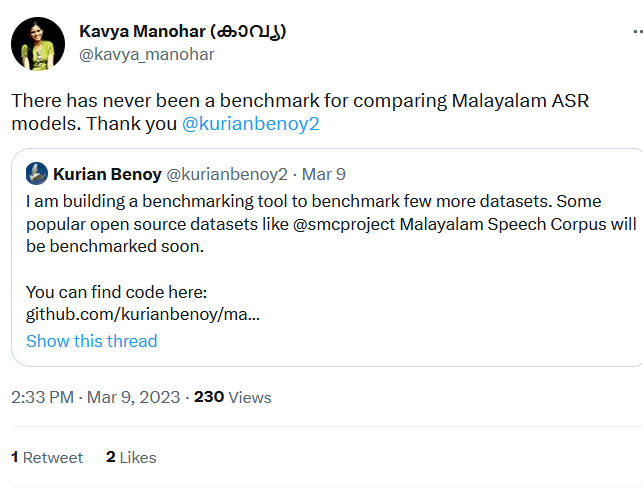 Kavya Manohar (കാവ്യ)
@kavya_manohar
There has never been a benchmark for comparing Malayalam ASR
models. Thank you @kurianbenoy2
Kurian Benoy @kurianbenoy2 · Mar 9
I am building a benchmarking tool to benchmark few more datasets. Some
popular open source datasets like @smcproject Malayalam Speech Corpus will
be benchmarked soon.
You can find code here:
github.com/kurianbenoy/ma...
Show this thread
2:33 PM · Mar 9, 2023 · 230 Views
1 Retweet 2 Likes